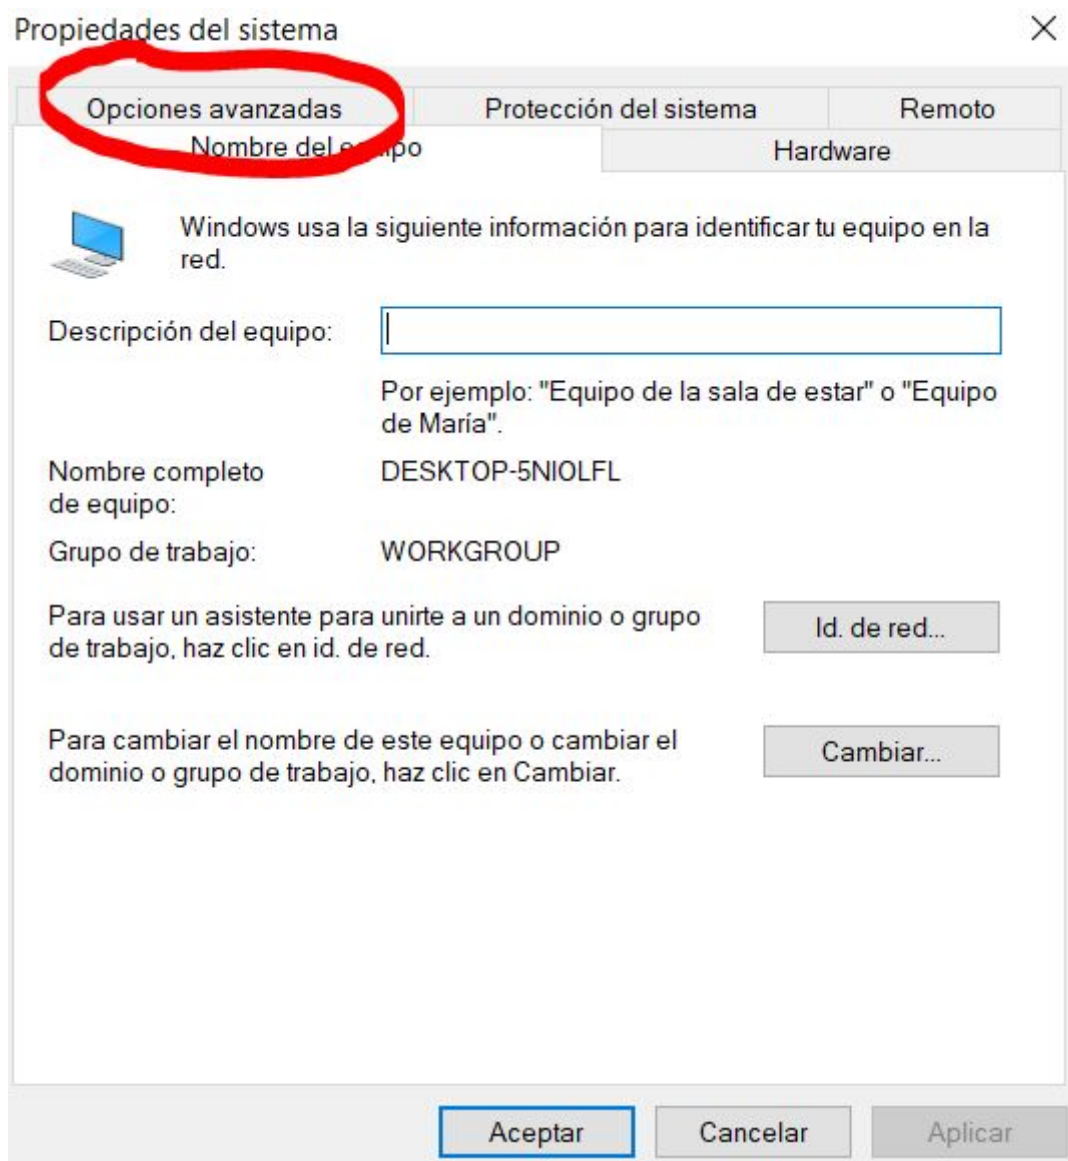 Propiedades del sistema
Opciones avanzadas
Protección del sistema
Remoto
Nombre del equipo
Hardware
Windows usa la siguiente información para identificar tu equipo en la
red.
Descripción del equipo:
Por ejemplo: "Equipo de la sala de estar" o "Equipo
de María".
Nombre completo
de equipo:
DESKTOP-5NIOLFL
Grupo de trabajo:
WORKGROUP
Para usar un asistente para unirte a un dominio o grupo
de trabajo, haz clic en id. de red.
Id. de red...
Para cambiar el nombre de este equipo o cambiar el
dominio o grupo de trabajo, haz clic en Cambiar.
Cambiar...
Aceptar
Cancelar
Aplicar